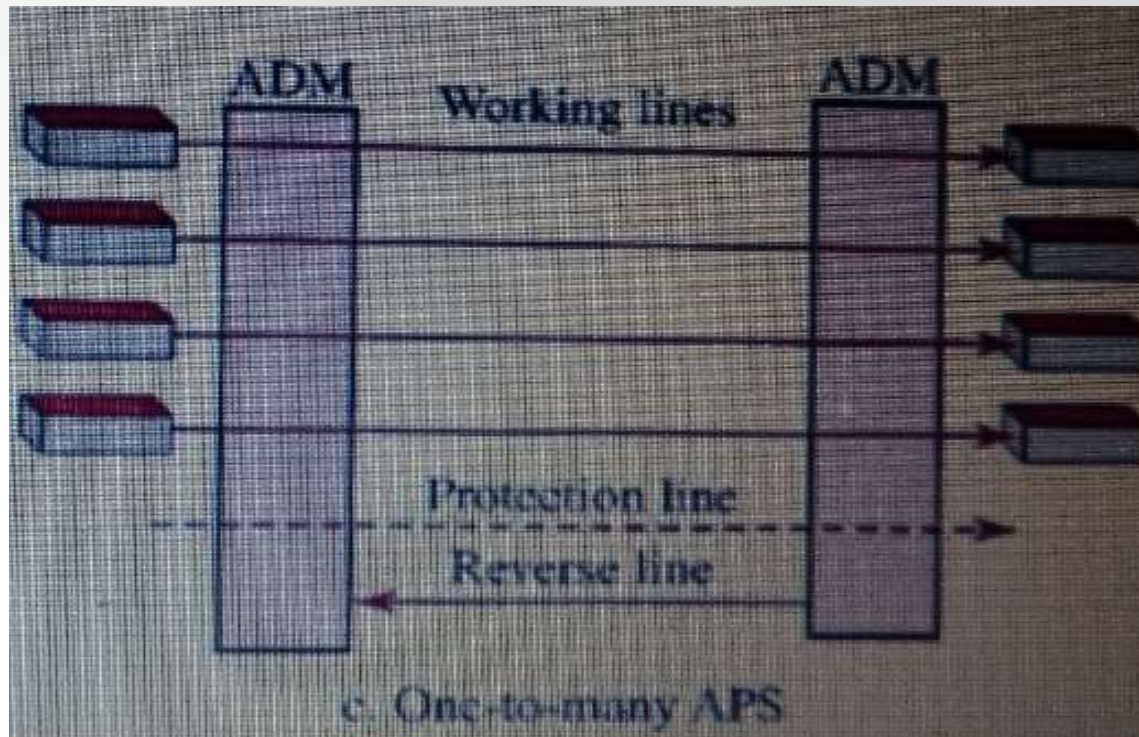 ADM
ADM
Working lines
Protection line
Reverse line
c. One-to-many APS